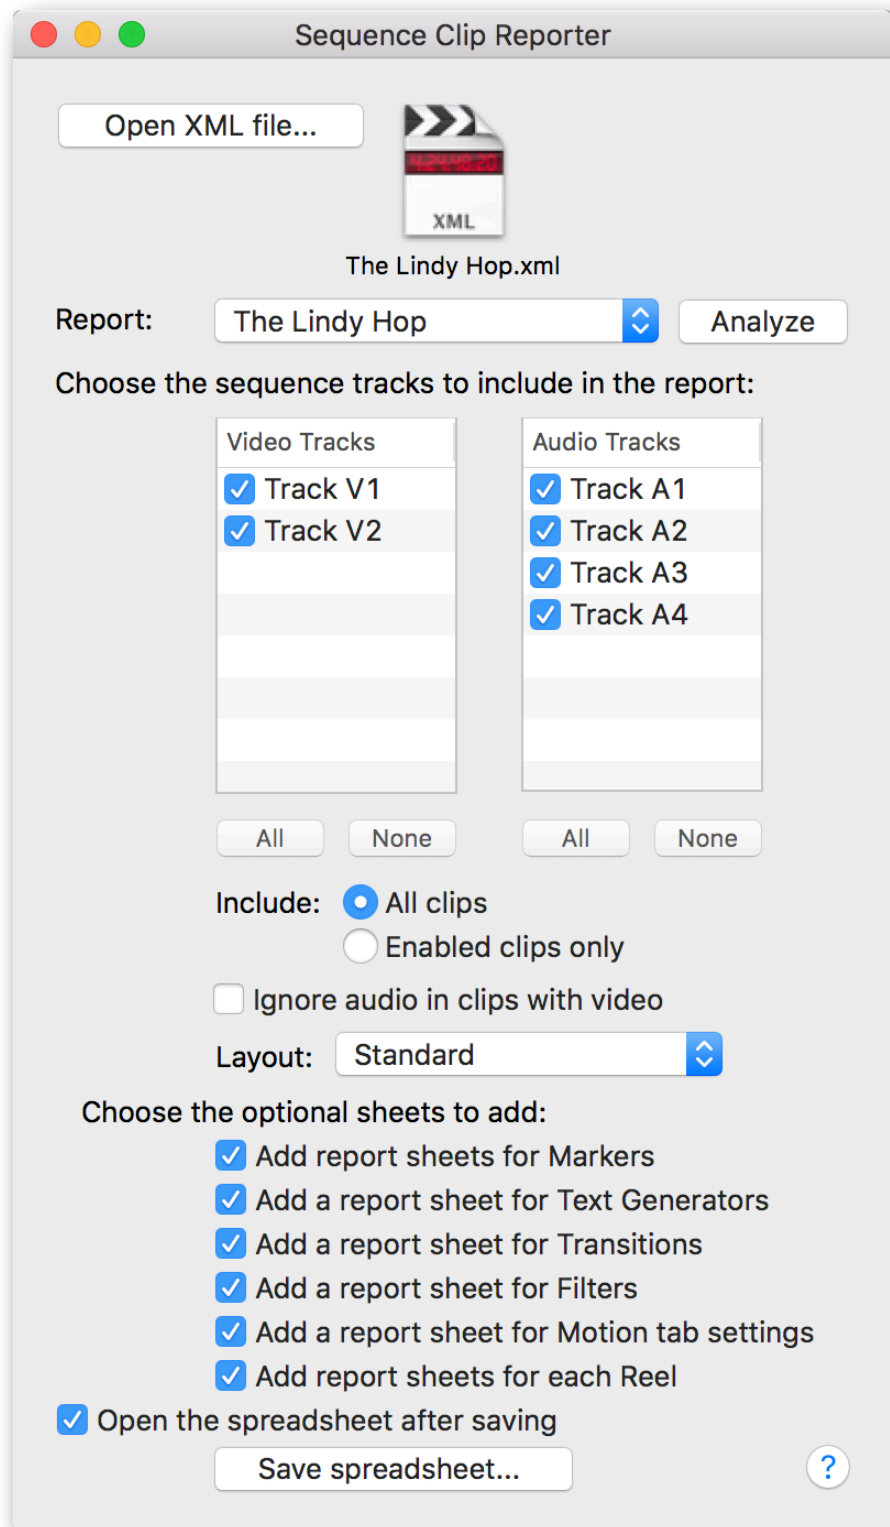 Sequence Clip Reporter
Open XML file...
4:24:48:20
XML
The Lindy Hop.xml
Report: The Lindy Hop Analyze
Choose the sequence tracks to include in the report:
Video Tracks Audio Tracks
Track V1 Track A1
Track V2 Track A2
Track A3
Track A4
All None All None
Include: All clips
Enabled clips only
Ignore audio in clips with video
Layout: Standard
Choose the optional sheets to add:
Add report sheets for Markers
Add a report sheet for Text Generators
Add a report sheet for Transitions
Add a report sheet for Filters
Add a report sheet for Motion tab settings
Add report sheets for each Reel
Open the spreadsheet after saving
Save spreadsheet... ?